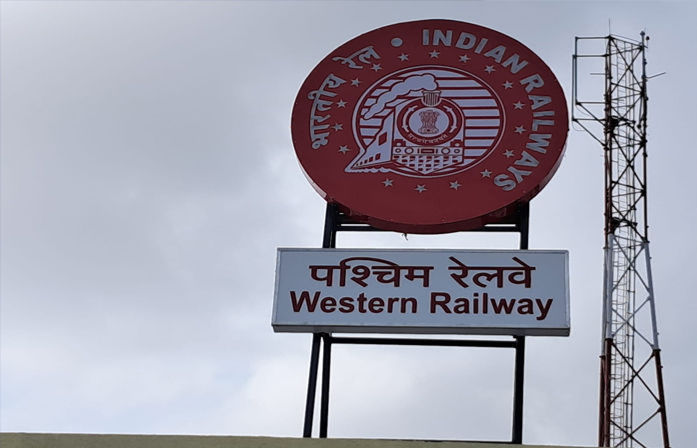 भारतीय रेल • INDIAN RAILWAYS
पश्चिम रेलवे
Western Railway